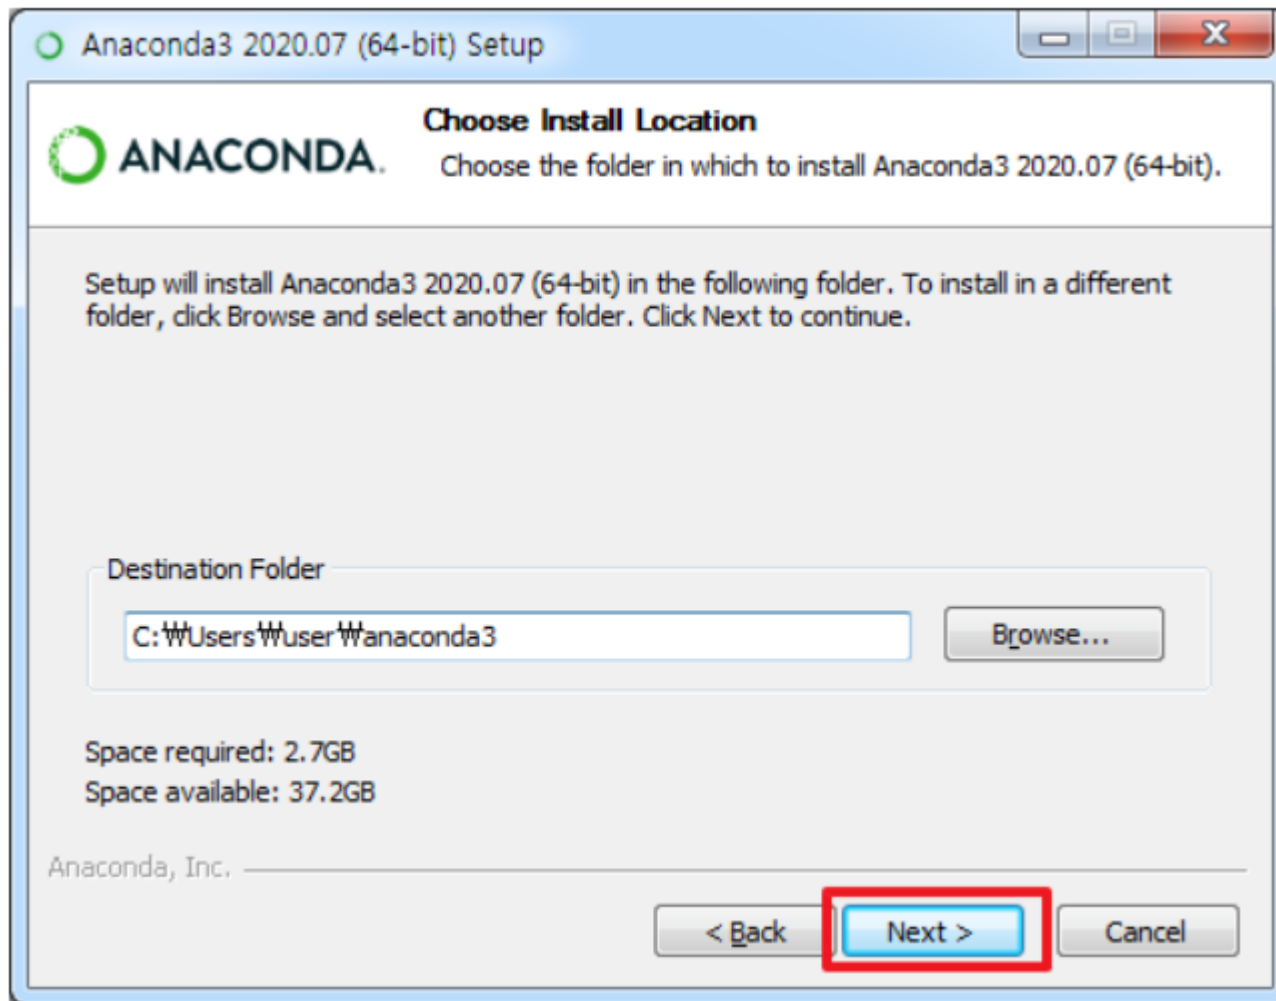 Anaconda3 2020.07 (64-bit) Setup
ANACONDA.
Choose Install Location
Choose the folder in which to install Anaconda3 2020.07 (64-bit).
Setup will install Anaconda3 2020.07 (64-bit) in the following folder. To install in a different
folder, click Browse and select another folder. Click Next to continue.
Destination Folder
C:₩Users₩user₩anaconda3
Browse...
Space required: 2.7GB
Space available: 37.2GB
Anaconda, Inc.
< Back Next > Cancel